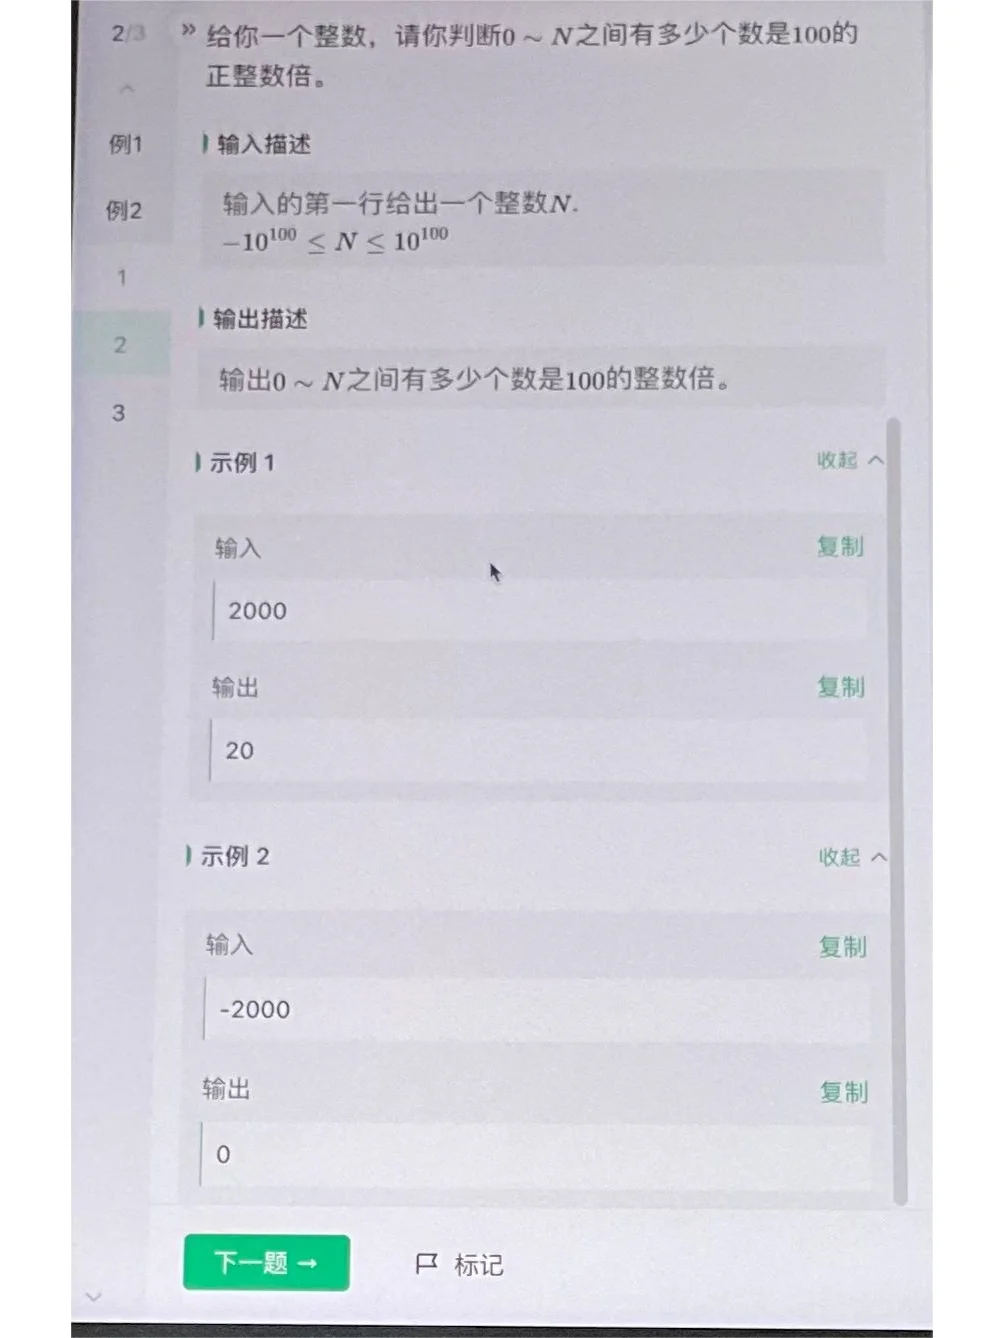 2/3
» 给你一个整数，请你判断0 ~ N之间有多少个数是100的
正整数倍。
例1
输入描述
例2
输入的第一行给出一个整数N.
−10^100 ≤ N ≤ 10^100
1
输出描述
2
输出0 ~ N之间有多少个数是100的整数倍。
3
示例 1
收起
输入
复制
2000
输出
复制
20
示例 2
收起
输入
复制
-2000
输出
复制
0
下一题 →
标记